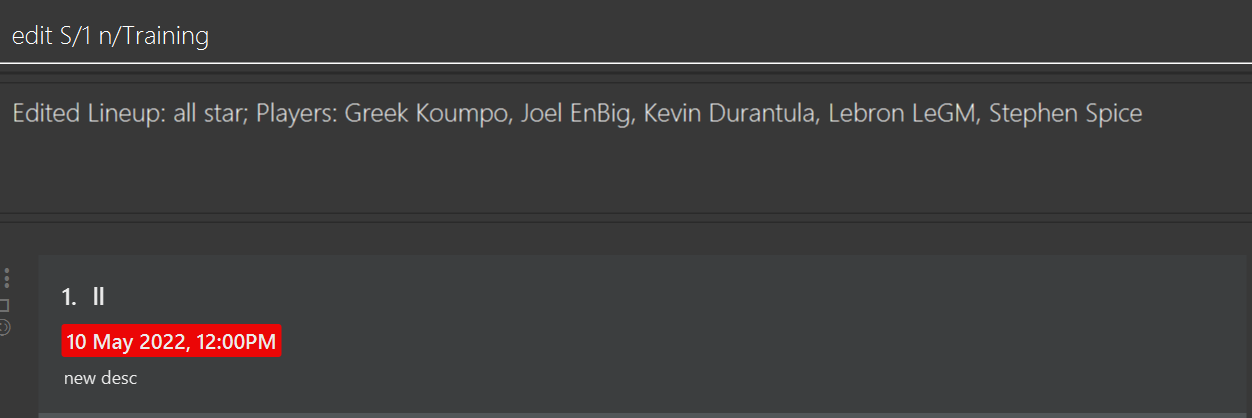 edit S/1 n/Training
Edited Lineup: all star; Players: Greek Koumpo, Joel EnBig, Kevin Durantula, Lebron LeGM, Stephen Spice
1. ll
10 May 2022, 12:00PM
new desc